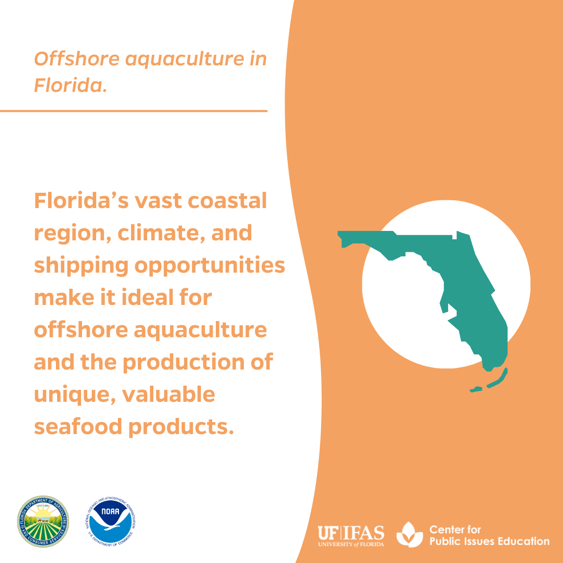 Offshore aquaculture in
Florida.
Florida's vast coastal
region, climate, and
shipping opportunities
make it ideal for
offshore aquaculture
and the production of
unique, valuable
seafood products.
NOAA
UF|IFAS
UNIVERSITY of FLORIDA
Center for
Public Issues Education